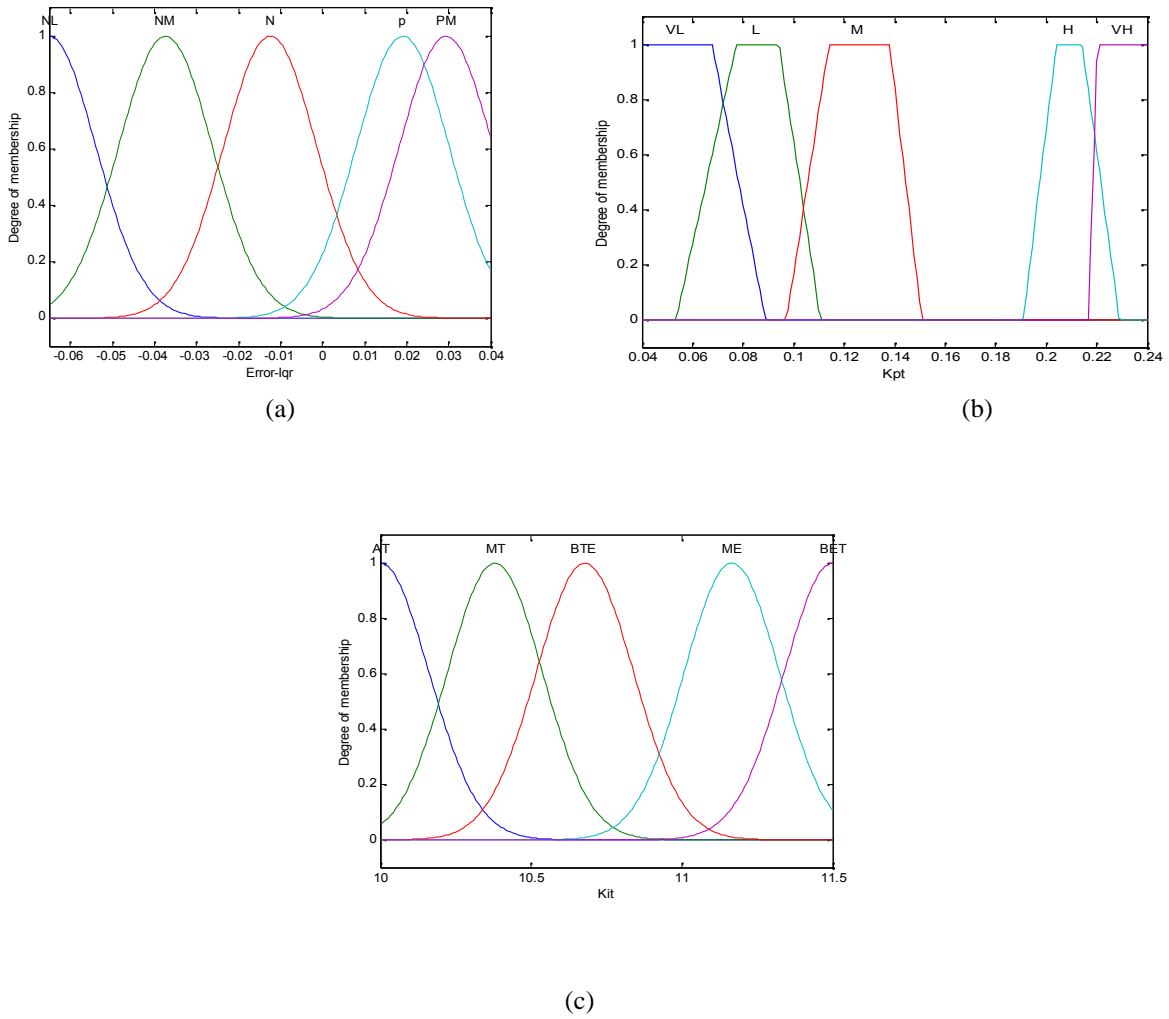 NL NM N p PM
1
0.8
0.6
0.4
0.2
0
Degree of membership
-0.06 -0.05 -0.04 -0.03 -0.02 -0.01 0 0.01 0.02 0.03 0.04
Error-Iqr
(a)
VL L M H VH
1
0.8
0.6
0.4
0.2
0
Degree of membership
0.04 0.06 0.08 0.1 0.12 0.14 0.16 0.18 0.2 0.22 0.24
Kpt
(b)
AT MT BTE ME BET
1
0.8
0.6
0.4
0.2
0
Degree of membership
10 10.5 11 11.5
Kit
(c)